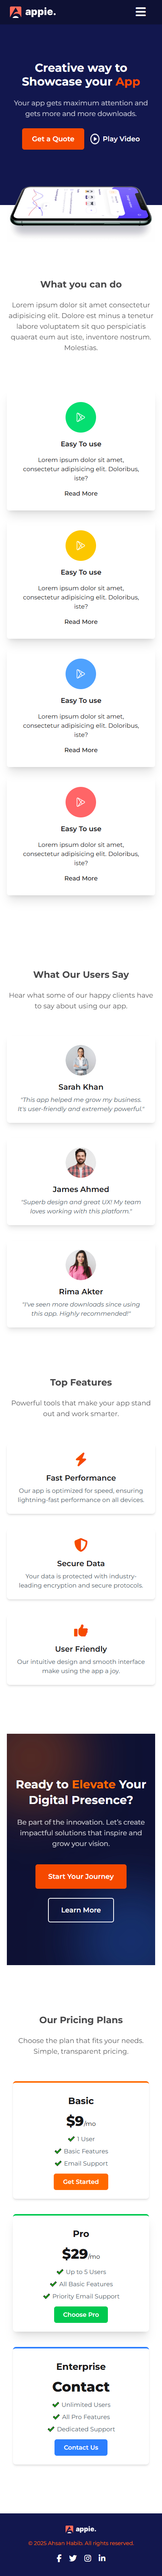 appie.
Creative way to
Showcase your App
Your app gets maximum attention and
gets more and more downloads.
Get a Quote
Play Video
What you can do
Lorem ipsum dolor sit amet consectetur
adipisicing elit. Dolore est minus a tenetur
labore voluptatem sit quo perspiciatis
quaerat eum aut iste, inventore nostrum.
Molestias.
Easy To use
Lorem ipsum dolor sit amet,
consectetur adipisicing elit. Doloribus,
iste?
Read More
Easy To use
Lorem ipsum dolor sit amet,
consectetur adipisicing elit. Doloribus,
iste?
Read More
Easy To use
Lorem ipsum dolor sit amet,
consectetur adipisicing elit. Doloribus,
iste?
Read More
Easy To use
Lorem ipsum dolor sit amet,
consectetur adipisicing elit. Doloribus,
iste?
Read More
What Our Users Say
Hear what some of our happy clients have
to say about using our app.
Sarah Khan
"This app helped me grow my business.
It's user-friendly and extremely powerful."
James Ahmed
"Superb design and great UX! My team
loves working with this platform."
Rima Akter
"I've seen more downloads since using
this app. Highly recommended!"
Top Features
Powerful tools that make your app stand
out and work smarter.
Fast Performance
Our app is optimized for speed, ensuring
lightning-fast performance on all devices.
Secure Data
Your data is protected with industry-
leading encryption and secure protocols.
User Friendly
Our intuitive design and smooth interface
make using the app a joy.
Ready to Elevate Your
Digital Presence?
Be part of the innovation. Let's create
impactful solutions that inspire and
grow your vision.
Start Your Journey
Learn More
Our Pricing Plans
Choose the plan that fits your needs.
Simple, transparent pricing.
Basic
$9/mo
1 User
Basic Features
Email Support
Get Started
Pro
$29/mo
Up to 5 Users
All Basic Features
Priority Email Support
Choose Pro
Enterprise
Contact
Unlimited Users
All Pro Features
Dedicated Support
Contact Us
appie.
© 2025 Ahsan Habib. All rights reserved.